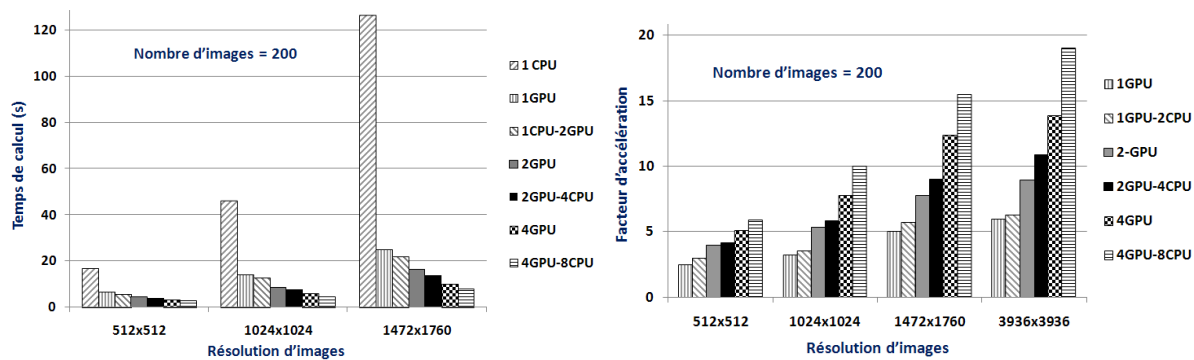 Temps de calcul (s)
120
100
80
60
40
20
0
Nombre d'images = 200
512x512
1024x1024
1472x1760
Résolution d'images
1 CPU
1GPU
1CPU-2GPU
2GPU
2GPU-4CPU
4GPU
4GPU-8CPU
Facteur d'accélération
20
15
10
5
0
Nombre d'images = 200
512x512
1024x1024
1472x1760
3936x3936
Résolution d'images
1GPU
1GPU-2CPU
2-GPU
2GPU-4CPU
4GPU
4GPU-8CPU